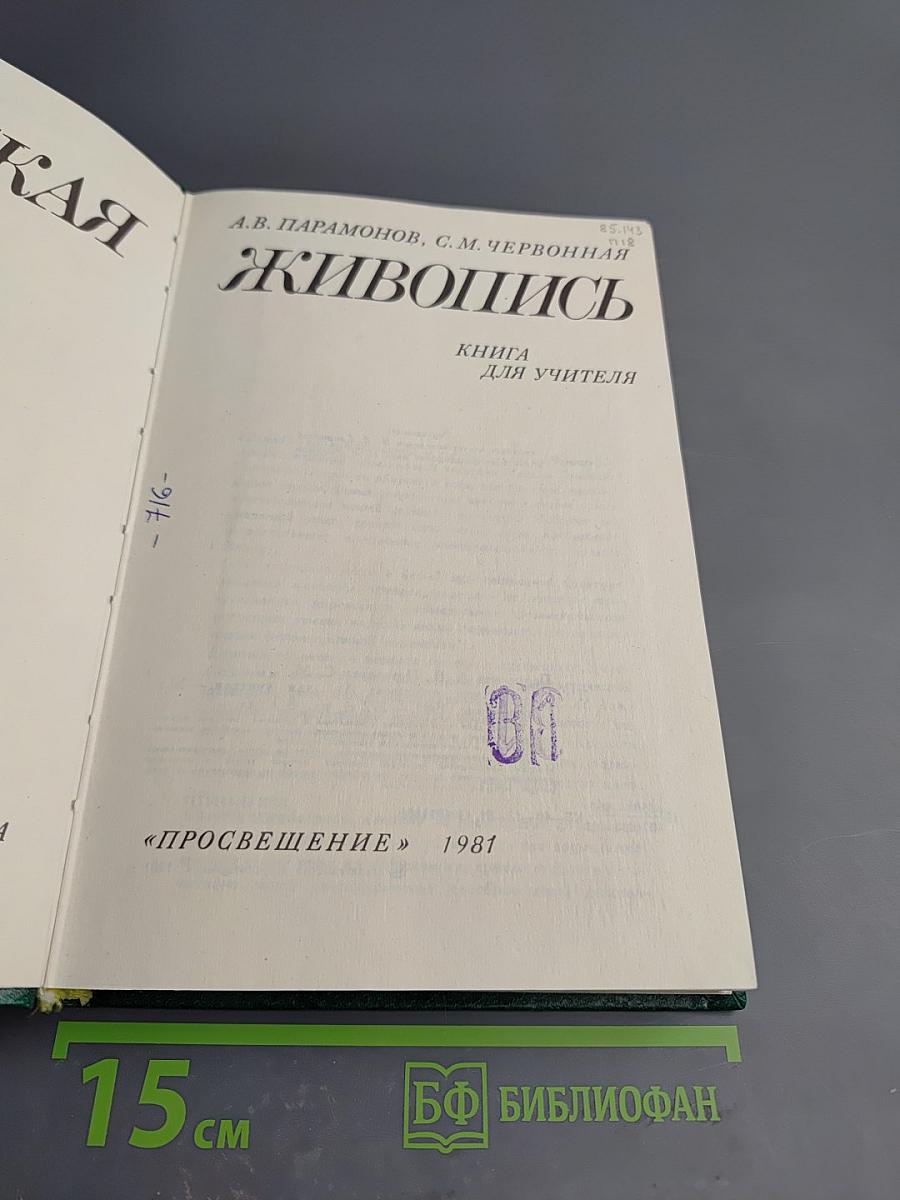 КАЯ
А.В. ПАРАМОНОВ, С.М. ЧЕРВОННАЯ
85.143
П18
ЖИВОПИСЬ
КНИГА
ДЛЯ УЧИТЕЛЯ
- 716 -
А
«ПРОСВЕЩЕНИЕ» 1981
15 СМ
БФ БИБЛИОФАН